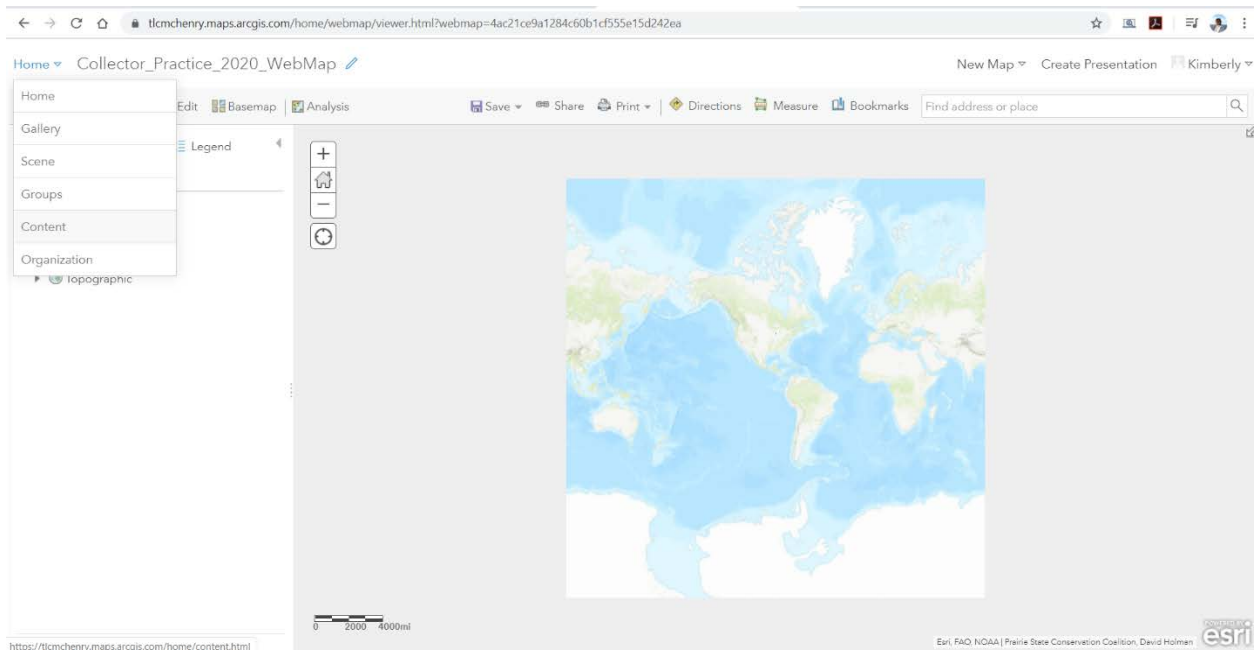 tlcmchenry.maps.arcgis.com/home/webmap/viewer.html?webmap=4ac21ce9a1284c60b1cf555e15d242ea
Home Collector_Practice_2020_WebMap New Map Create Presentation Kimberly
Home
Edit Basemap Analysis Save Share Print Directions Measure Bookmarks Find address or place
Gallery
Legend
Scene
Groups
Content
Organization
Topographic
0 2000 4000mi
Esri, FAO, NOAA | Prairie State Conservation Coalition, David Holman
POWERED BY
esri
https://tlcmchenry.maps.arcgis.com/home/content.html